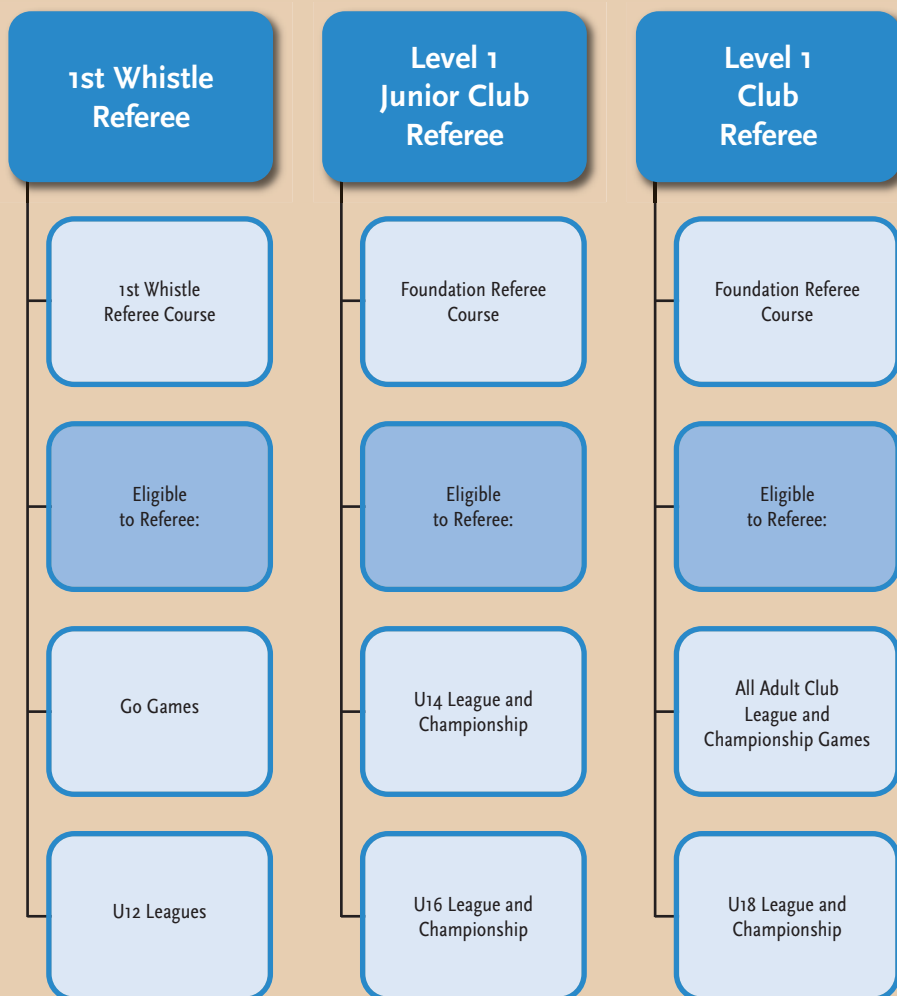 1st Whistle
Referee
1st Whistle
Referee Course
Eligible
to Referee:
Go Games
U12 Leagues
Level 1
Junior Club
Referee
Foundation Referee
Course
Eligible
to Referee:
U14 League and
Championship
U16 League and
Championship
Level 1
Club
Referee
Foundation Referee
Course
Eligible
to Referee:
All Adult Club
League and
Championship Games
U18 League and
Championship